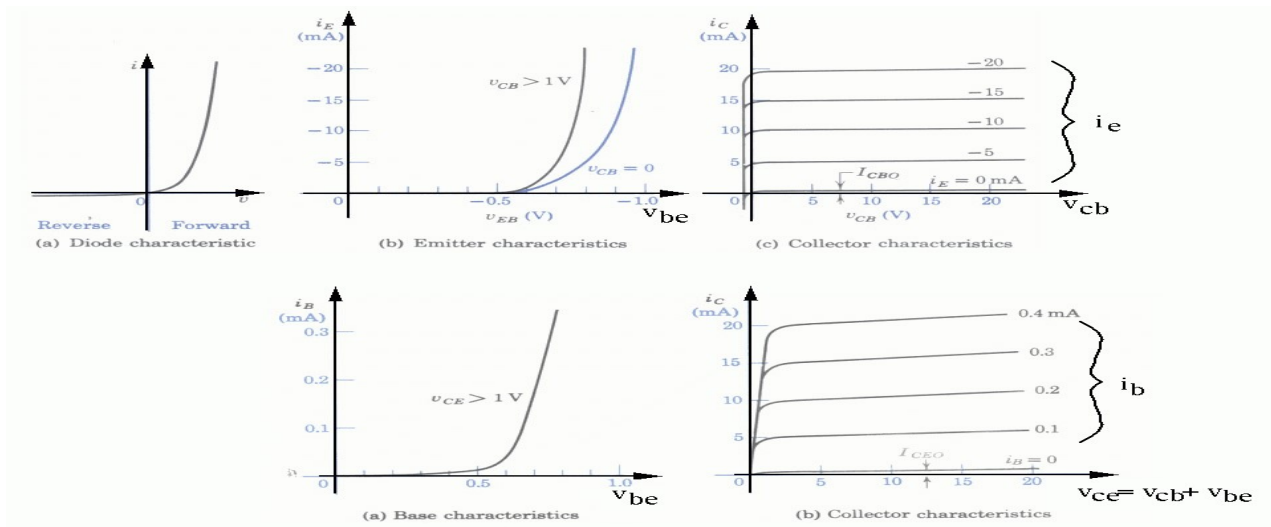 i
0
v
Reverse
Forward
(a) Diode characteristic
i_E
(mA)
−20
−15
−10
−5
0
v_CB > 1 V
v_CB = 0
−0.5
−1.0
v_EB (V)
v_be
(b) Emitter characteristics
i_C
(mA)
20
15
10
5
0
−20
−15
−10
−5
i_E = 0 mA
I_CBO
5
10
15
20
v_CB (V)
v_cb
i_e
(c) Collector characteristics
i_B
(mA)
0.3
0.2
0.1
0
v_CE > 1 V
0.5
1.0
v_be
(a) Base characteristics
i_C
(mA)
20
15
10
5
0
0.4 mA
0.3
0.2
0.1
i_B = 0
I_CEO
5
10
15
20
i_b
v_ce = v_cb + v_be
(b) Collector characteristics